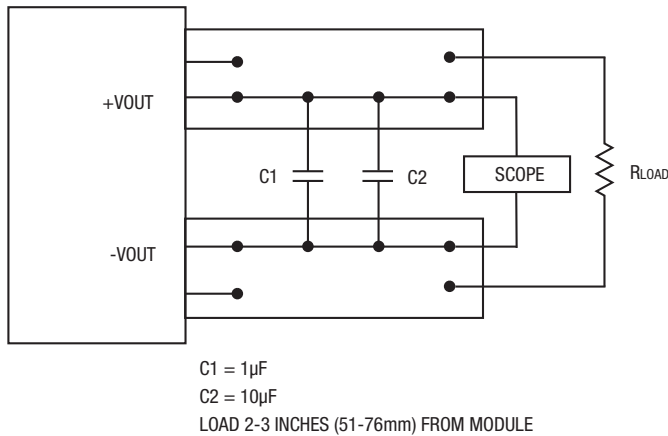 +VOUT
C1
C2
SCOPE
RLOAD
-VOUT
C1 = 1µF
C2 = 10µF
LOAD 2-3 INCHES (51-76mm) FROM MODULE